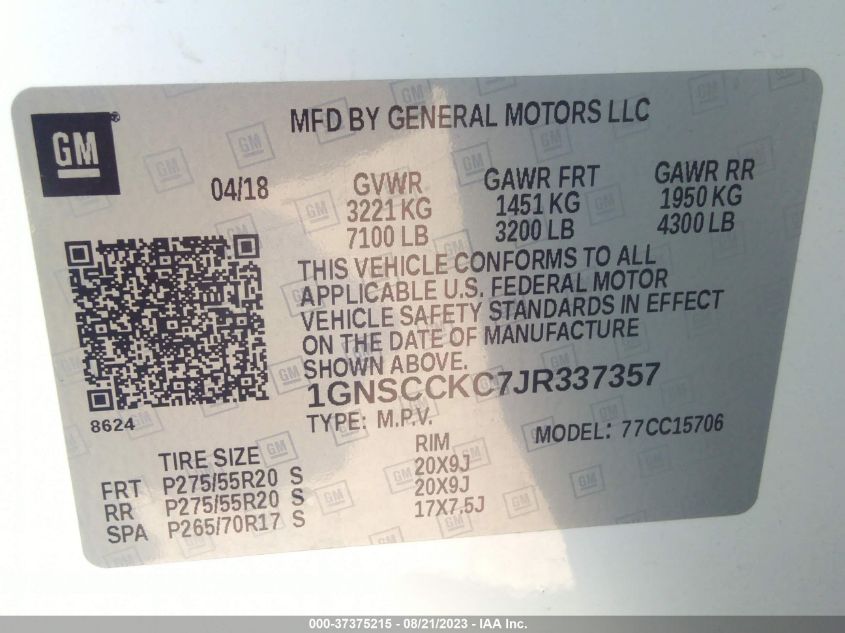 GM®
MFD BY GENERAL MOTORS LLC
04/18 GVWR GAWR FRT GAWR RR
3221 KG 1451 KG 1950 KG
7100 LB 3200 LB 4300 LB
THIS VEHICLE CONFORMS TO ALL
APPLICABLE U.S. FEDERAL MOTOR
VEHICLE SAFETY STANDARDS IN EFFECT
ON THE DATE OF MANUFACTURE
SHOWN ABOVE.
1GNSCCKC7JR337357
8624
TYPE: M.P.V. MODEL: 77CC15706
TIRE SIZE RIM
FRT P275/55R20 S 20X9J
RR P275/55R20 S 20X9J
SPA P265/70R17 S 17X7.5J
000-37375215 - 08/21/2023 - IAA Inc.